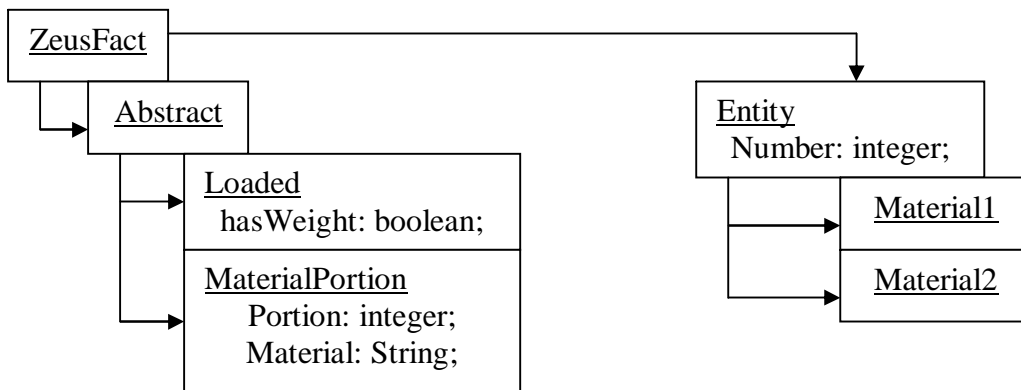 ZeusFact
Abstract
Loaded
hasWeight: boolean;
MaterialPortion
Portion: integer;
Material: String;
Entity
Number: integer;
Material1
Material2